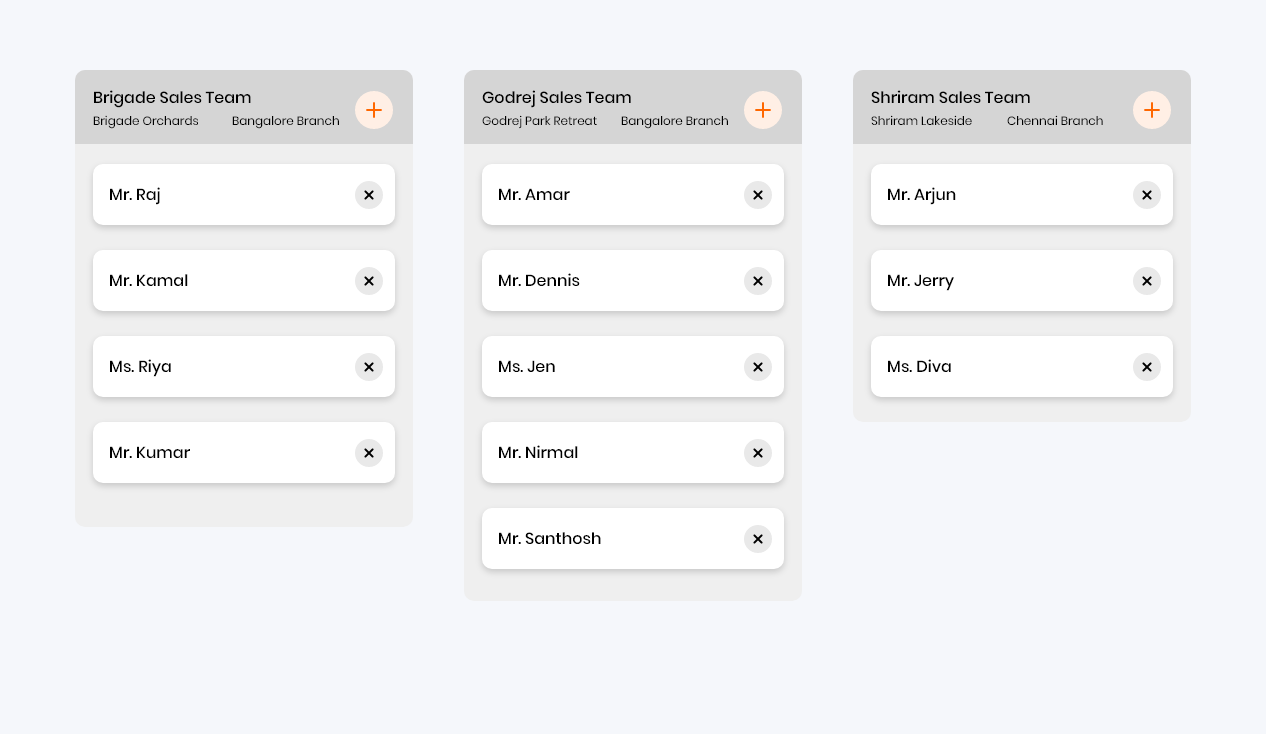 Brigade Sales Team
Brigade Orchards Bangalore Branch
Mr. Raj
Mr. Kamal
Ms. Riya
Mr. Kumar
Godrej Sales Team
Godrej Park Retreat Bangalore Branch
Mr. Amar
Mr. Dennis
Ms. Jen
Mr. Nirmal
Mr. Santhosh
Shriram Sales Team
Shriram Lakeside Chennai Branch
Mr. Arjun
Mr. Jerry
Ms. Diva